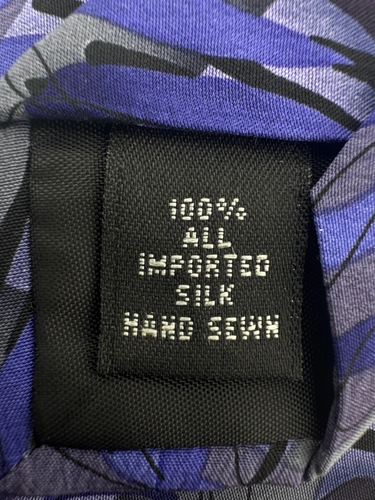 100%
ALL
IMPORTED
SILK
HAND SEWN